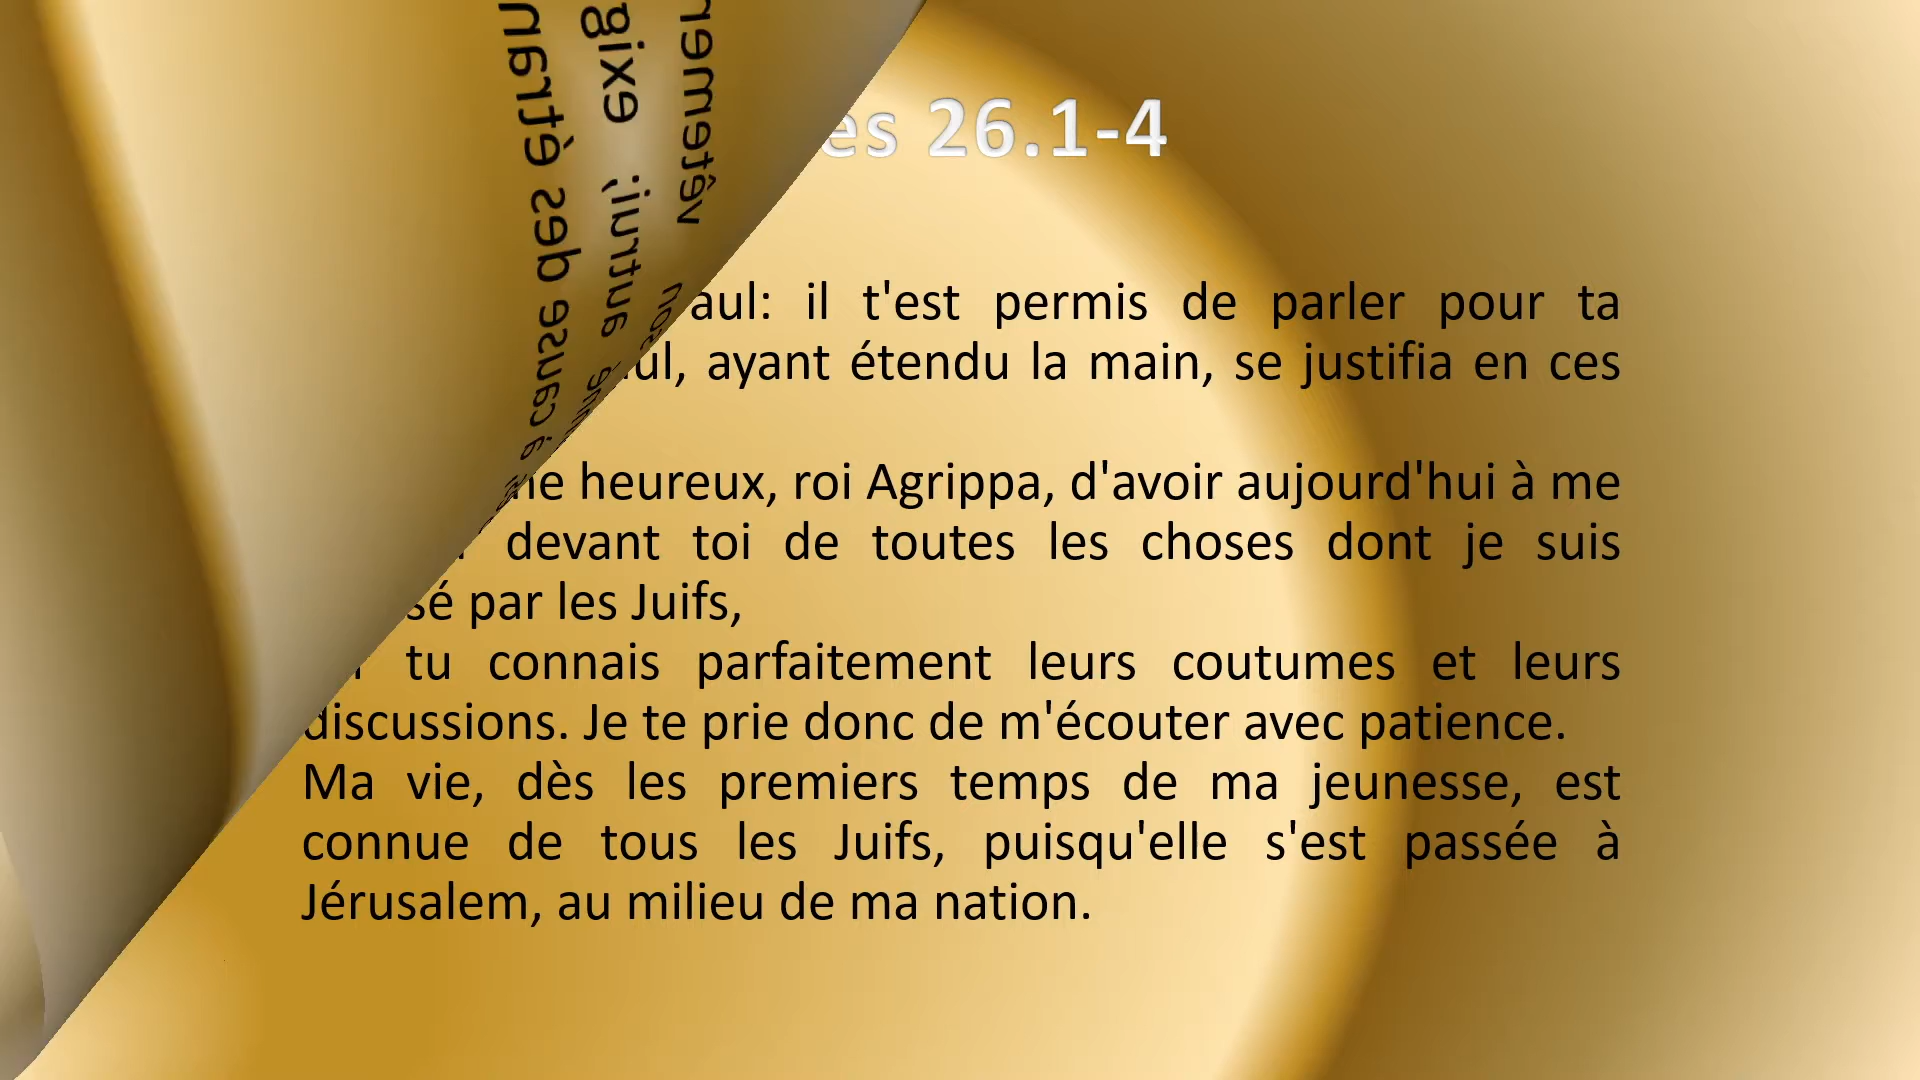 26.1-4
il t'est permis de parler pour ta
ayant étendu la main, se justifia en ces
heureux, roi Agrippa, d'avoir aujourd'hui à me
devant toi de toutes les choses dont je suis
par les Juifs,
tu connais parfaitement leurs coutumes et leurs
discussions. Je te prie donc de m'écouter avec patience.
Ma vie, dès les premiers temps de ma jeunesse, est
connue de tous les Juifs, puisqu'elle s'est passée à
Jérusalem, au milieu de ma nation.